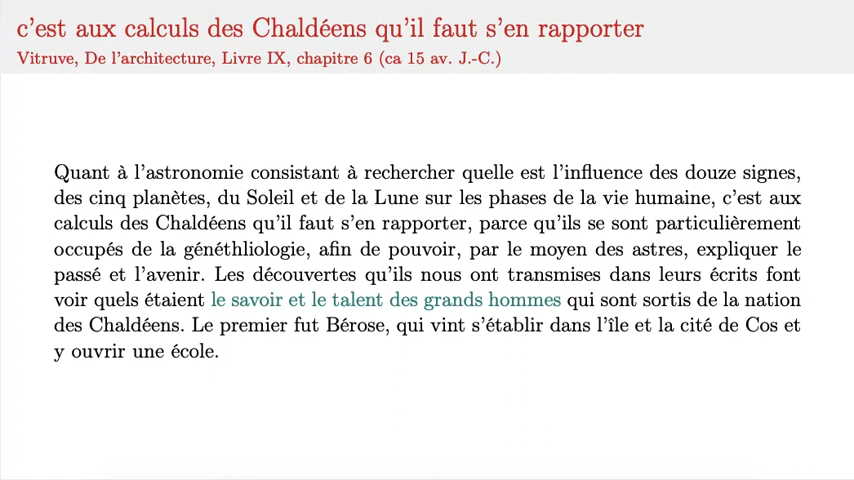 c'est aux calculs des Chaldéens qu'il faut s'en rapporter
Vitruve, De l'architecture, Livre IX, chapitre 6 (ca 15 av. J.-C.)
Quant à l'astronomie consistant à rechercher quelle est l'influence des douze signes,
des cinq planètes, du Soleil et de la Lune sur les phases de la vie humaine, c'est aux
calculs des Chaldéens qu'il faut s'en rapporter, parce qu'ils se sont particulièrement
occupés de la généthliologie, afin de pouvoir, par le moyen des astres, expliquer le
passé et l'avenir. Les découvertes qu'ils nous ont transmises dans leurs écrits font
voir quels étaient le savoir et le talent des grands hommes qui sont sortis de la nation
des Chaldéens. Le premier fut Bérose, qui vint s'établir dans l'île et la cité de Cos et
y ouvrir une école.